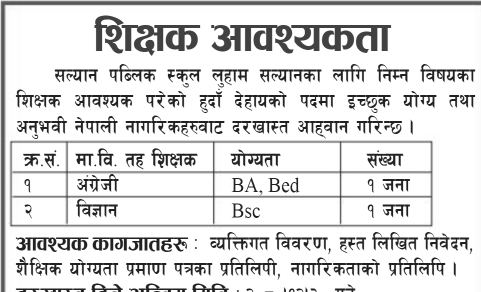 शिक्षक आवश्यकता
सल्यान पब्लिक स्कुल लुहाम सल्यानका लागि निम्न विषयका
शिक्षक आवश्यक परेको हुदाँ देहायको पदमा इच्छुक योग्य तथा
अनुभवी नेपाली नागरिकहरुवाट दरखास्त आह्वान गरिन्छ ।
क्र.सं. मा.वि. तह शिक्षक योग्यता संख्या
१ अंग्रेजी BA, Bed १ जना
२ विज्ञान Bsc १ जना
आवश्यक कागजातहरू : व्यक्तिगत विवरण, हस्त लिखित निवेदन,
शैक्षिक योग्यता प्रमाण पत्रका प्रतिलिपी, नागरिकताको प्रतिलिपि ।